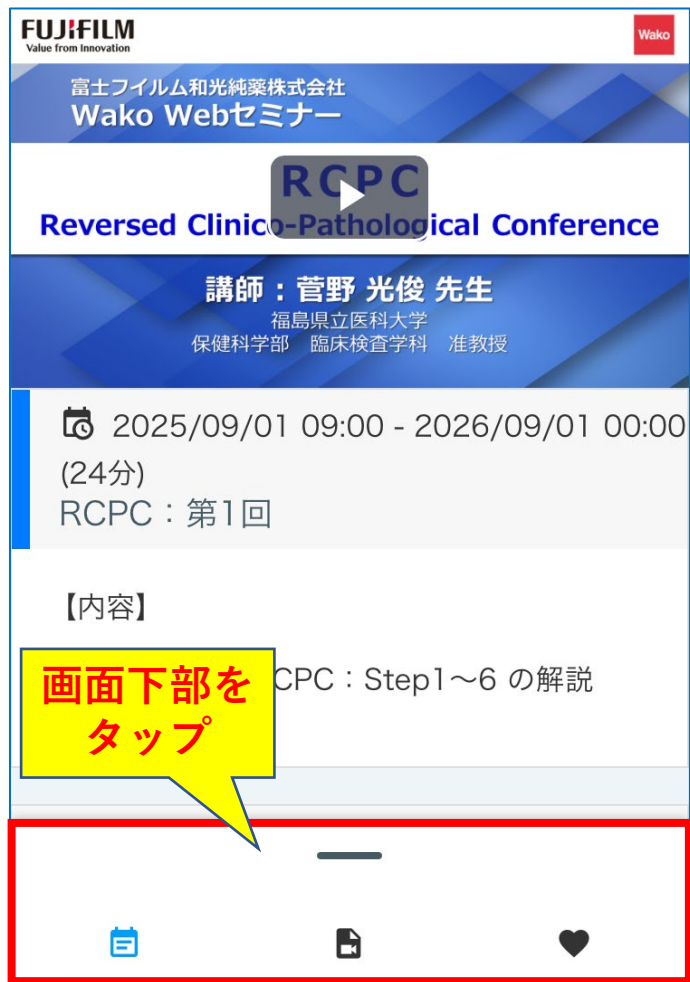 FUJIFILM
Value from Innovation
Wako
富士フイルム和光純薬株式会社
Wako Webセミナー
RCPC
Reversed Clinico-Pathological Conference
講師：菅野 光俊 先生
福島県立医科大学
保健科学部　臨床検査学科　准教授
2025/09/01 09:00 - 2026/09/01 00:00
(24分)
RCPC：第1回
【内容】
CPC：Step1～6 の解説
画面下部を
タップ